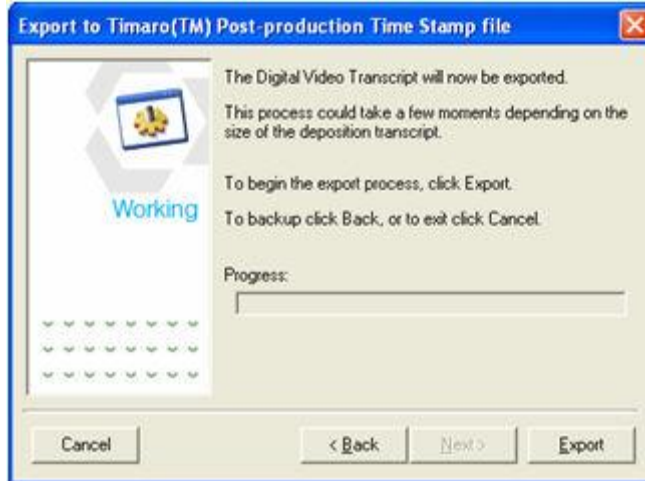 Export to Timaro(TM) Post-production Time Stamp file
The Digital Video Transcript will now be exported.
This process could take a few moments depending on the
size of the deposition transcript.
To begin the export process, click Export.
Working
To backup click Back, or to exit click Cancel.
Progress:
Cancel
< Back
Next >
Export